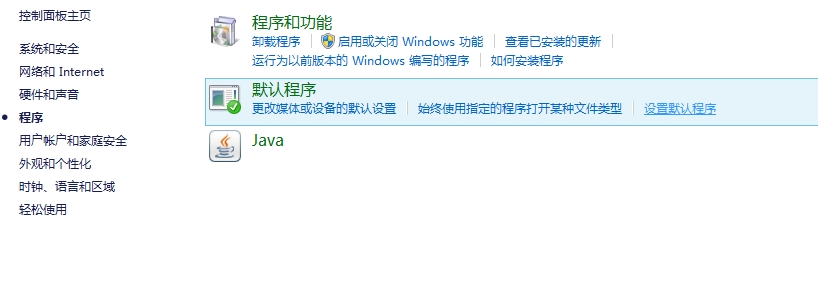 控制面板主页
系统和安全
网络和 Internet
硬件和声音
程序
用户帐户和家庭安全
外观和个性化
时钟、语言和区域
轻松使用
程序和功能
卸载程序 启用或关闭 Windows 功能 查看已安装的更新
运行为以前版本的 Windows 编写的程序 如何安装程序
默认程序
更改媒体或设备的默认设置 始终使用指定的程序打开某种文件类型 设置默认程序
Java